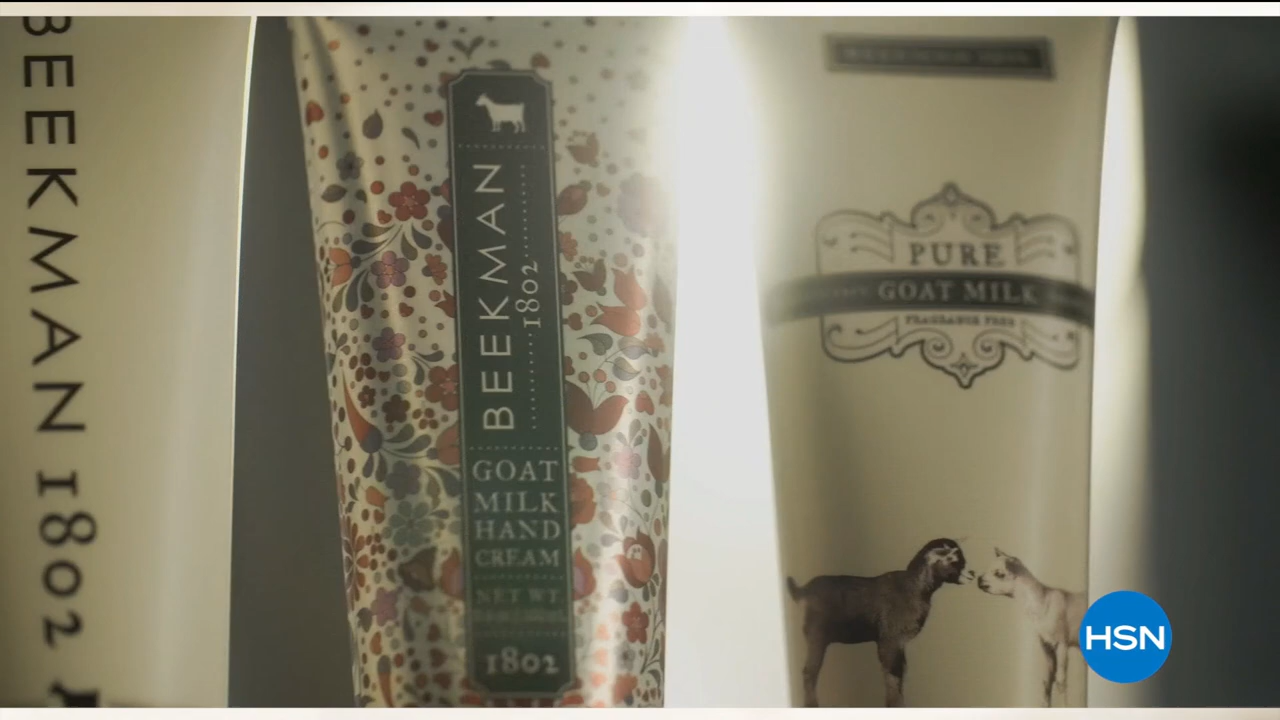 BEEKMAN 1802
BEEKMAN
1802
GOAT
MILK
HAND
CREAM
NET WT.
1802
PURE
GOAT MILK
FRAGRANCE FREE
HSN